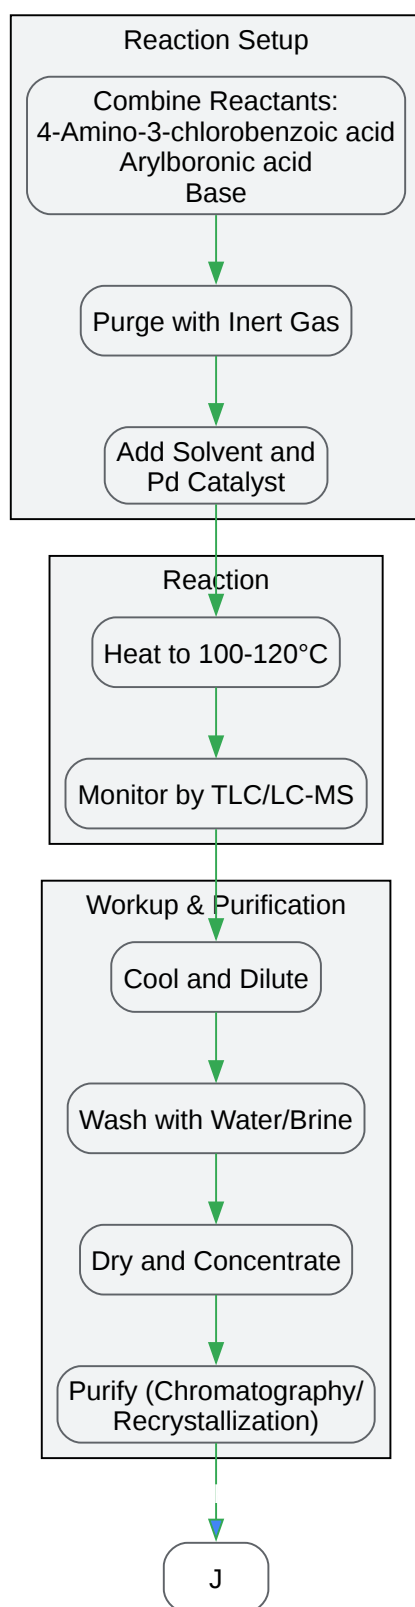 Reaction Setup
Combine Reactants:
4-Amino-3-chlorobenzoic acid
Arylboronic acid
Base
Purge with Inert Gas
Add Solvent and
Pd Catalyst
Reaction
Heat to 100-120°C
Monitor by TLC/LC-MS
Workup & Purification
Cool and Dilute
Wash with Water/Brine
Dry and Concentrate
Purify (Chromatography/
Recrystallization)
J